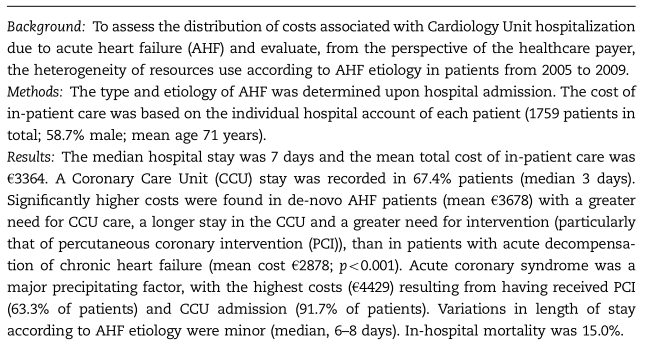 Background: To assess the distribution of costs associated with Cardiology Unit hospitalization
due to acute heart failure (AHF) and evaluate, from the perspective of the healthcare payer,
the heterogeneity of resources use according to AHF etiology in patients from 2005 to 2009.
Methods: The type and etiology of AHF was determined upon hospital admission. The cost of
in-patient care was based on the individual hospital account of each patient (1759 patients in
total; 58.7% male; mean age 71 years).
Results: The median hospital stay was 7 days and the mean total cost of in-patient care was
€3364. A Coronary Care Unit (CCU) stay was recorded in 67.4% patients (median 3 days).
Significantly higher costs were found in de-novo AHF patients (mean €3678) with a greater
need for CCU care, a longer stay in the CCU and a greater need for intervention (particularly
that of percutaneous coronary intervention (PCI)), than in patients with acute decompensa-
tion of chronic heart failure (mean cost €2878; p<0.001). Acute coronary syndrome was a
major precipitating factor, with the highest costs (€4429) resulting from having received PCI
(63.3% of patients) and CCU admission (91.7% of patients). Variations in length of stay
according to AHF etiology were minor (median, 6–8 days). In-hospital mortality was 15.0%.